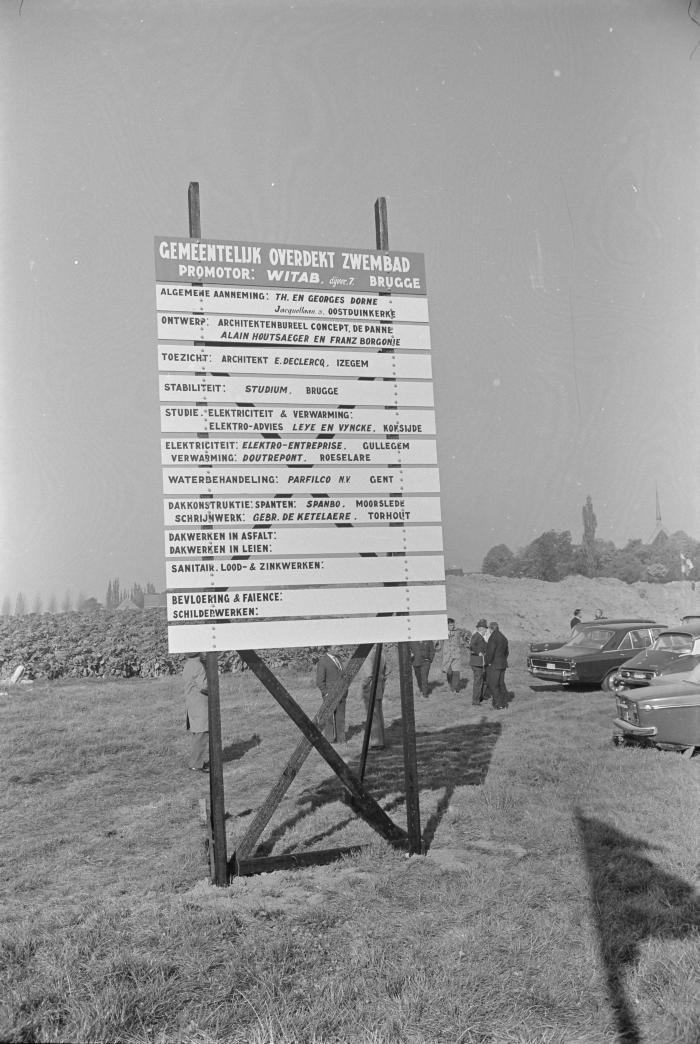 GEMEENTELIJK OVERDEKT ZWEMBAD
PROMOTOR: WITAB, dijver.7. BRUGGE
ALGEMENE AANNEMING: TH. EN GEORGES DORNE
Jacquelaan. 3, OOSTDUINKERKE
ONTWERP: ARCHITEKTENBUREEL CONCEPT, DE PANNE
ALAIN HOUTSAEGER EN FRANZ BORGONIE
TOEZICHT: ARCHITEKT E. DECLERCQ, IZEGEM
STABILITEIT: STUDIUM, BRUGGE
STUDIE. ELEKTRICITEIT & VERWARMING:
ELEKTRO-ADVIES LEYE EN VYNCKE, KOKSIJDE
ELEKTRICITEIT: ELEKTRO-ENTREPRISE, GULLEGEM
VERWARMING: DOUTREPONT, ROESELARE
WATERBEHANDELING: PARFILCO N.V. GENT
DAKKONSTRUKTIE: SPANTEN: SPANBO, MOORSLEDE
SCHRIJNWERK: GEBR. DE KETELAERE, TORHOUT
DAKWERKEN IN ASFALT:
DAKWERKEN IN LEIEN:
SANITAIR. LOOD- & ZINKWERKEN:
BEVLOERING & FAIENCE:
SCHILDERWERKEN: